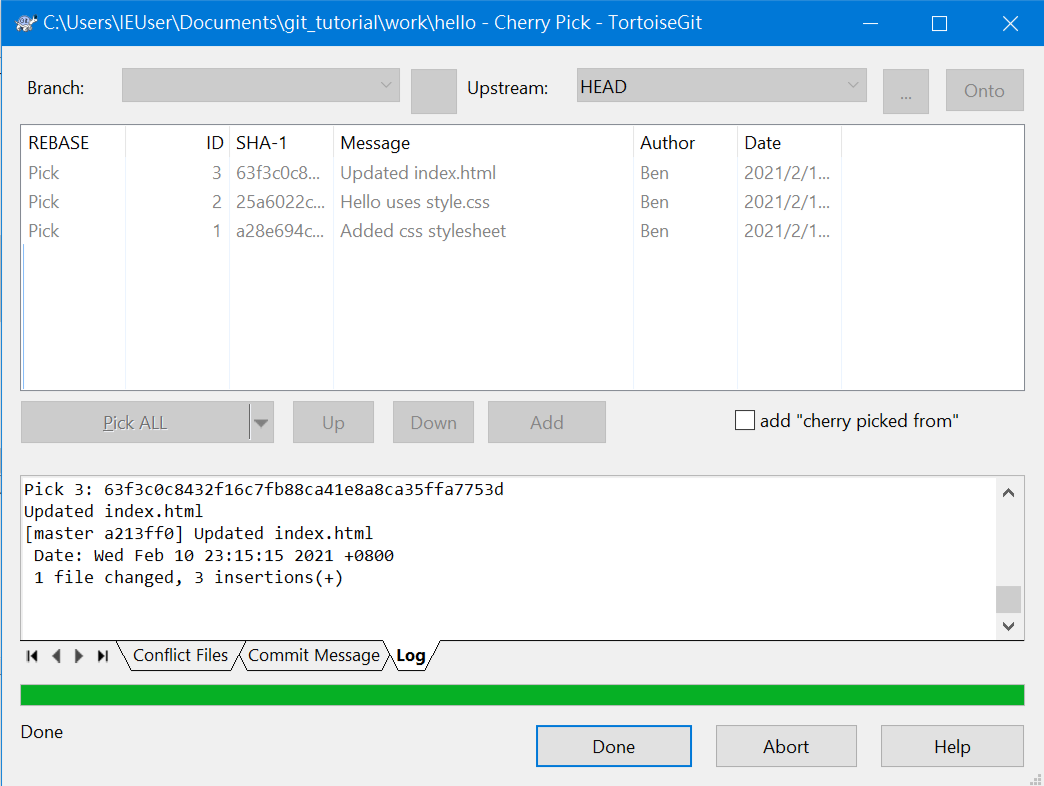 C:\Users\IEUser\Documents\git_tutorial\work\hello - Cherry Pick - TortoiseGit
Branch: Upstream: HEAD ... Onto
REBASE ID SHA-1 Message Author Date
Pick 3 63f3c0c8... Updated index.html Ben 2021/2/1...
Pick 2 25a6022c... Hello uses style.css Ben 2021/2/1...
Pick 1 a28e694c... Added css stylesheet Ben 2021/2/1...
Pick ALL Up Down Add add "cherry picked from"
Pick 3: 63f3c0c8432f16c7fb88ca41e8a8ca35ffa7753d
Updated index.html
[master a213ff0] Updated index.html
Date: Wed Feb 10 23:15:15 2021 +0800
1 file changed, 3 insertions(+)
Conflict Files Commit Message Log
Done
Done Abort Help